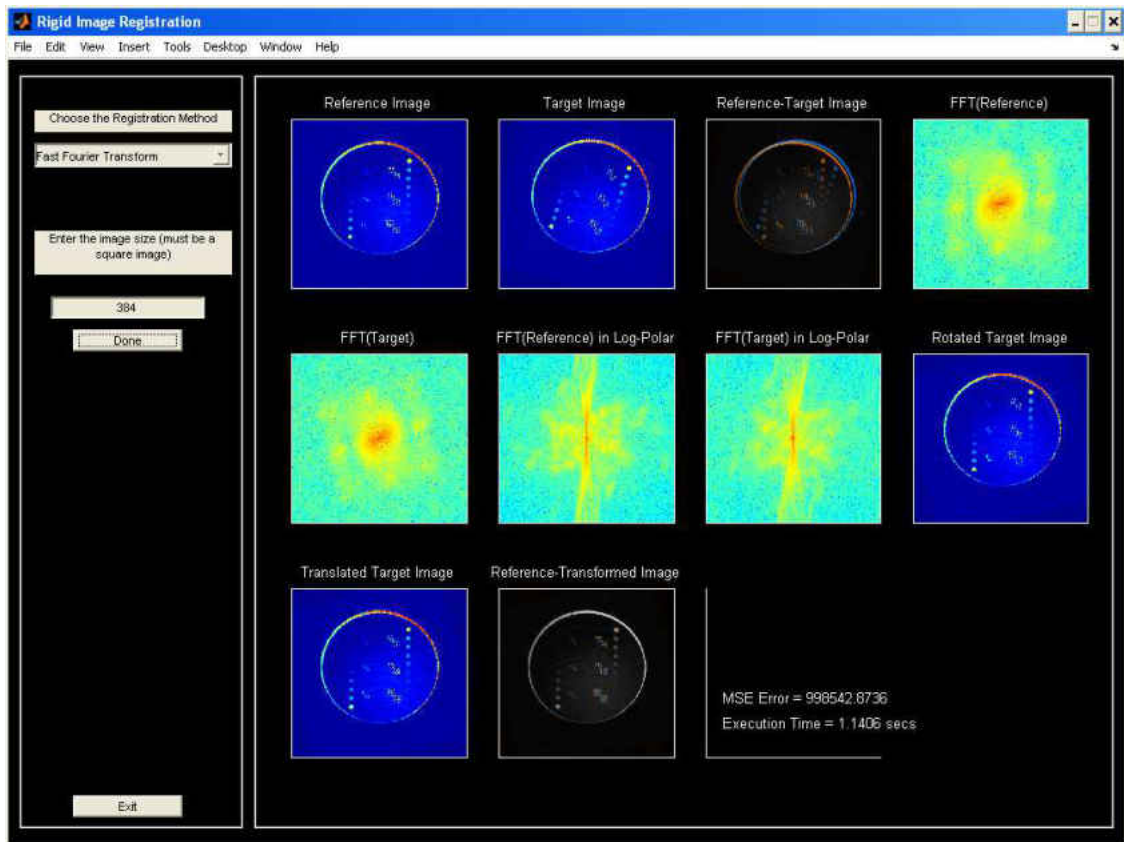 Rigid Image Registration
File Edit View Insert Tools Desktop Window Help
Choose the Registration Method
Fast Fourier Transform
Enter the image size (must be a
square image)
384
Done
Exit
Reference Image
Target Image
Reference-Target Image
FFT(Reference)
FFT(Target)
FFT(Reference) in Log-Polar
FFT(Target) in Log-Polar
Rotated Target Image
Translated Target Image
Reference-Transformed Image
MSE Error = 998542.8736
Execution Time = 1.1406 secs